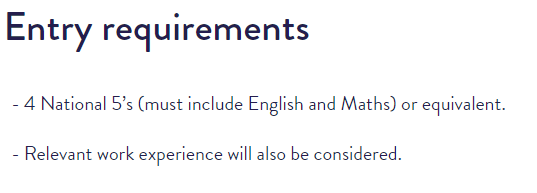 Entry requirements
- 4 National 5's (must include English and Maths) or equivalent.
- Relevant work experience will also be considered.